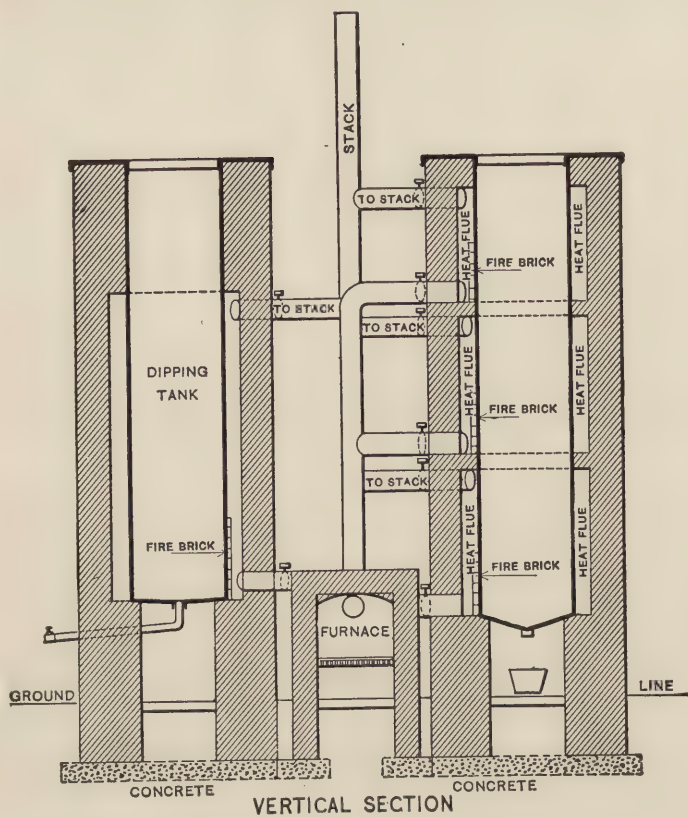 STACK
TO STACK
HEAT FLUE
HEAT FLUE
FIRE BRICK
TO STACK
TO STACK
DIPPING
TANK
HEAT FLUE
HEAT FLUE
FIRE BRICK
TO STACK
FIRE BRICK
HEAT FLUE
HEAT FLUE
FIRE BRICK
FURNACE
GROUND
LINE
CONCRETE
CONCRETE
VERTICAL SECTION